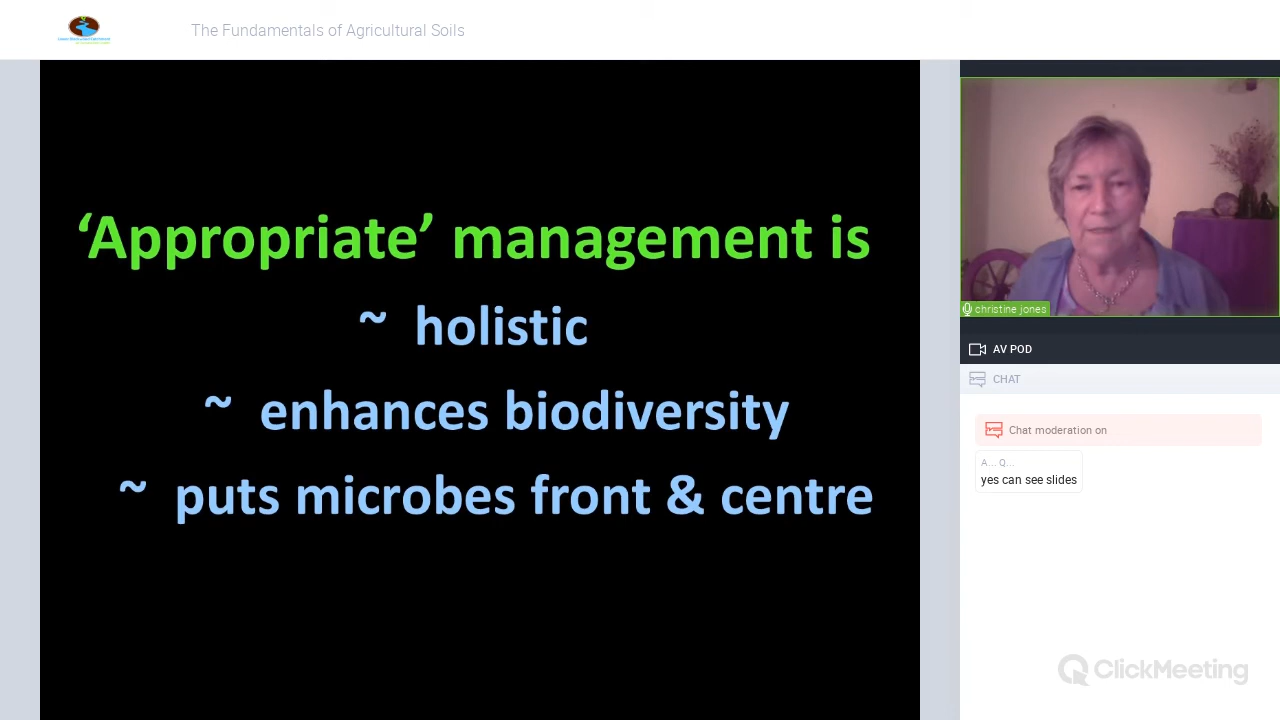 The Fundamentals of Agricultural Soils
‘Appropriate’ management is
~ holistic
~ enhances biodiversity
~ puts microbes front & centre
christine jones
AV POD
CHAT
Chat moderation on
A... Q...
yes can see slides
ClickMeeting